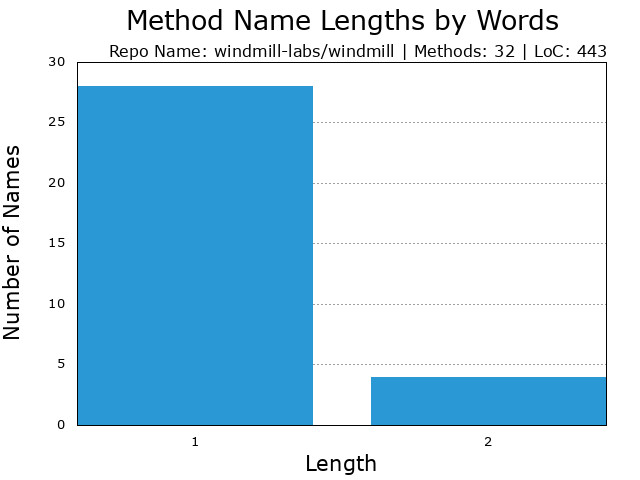 Method Name Lengths by Words
Repo Name: windmill-labs/windmill | Methods: 32 | LoC: 443
Number of Names
30
25
20
15
10
5
0
1 2
Length